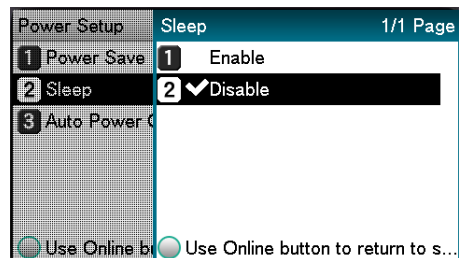 Power Setup
1 Power Save
2 Sleep
3 Auto Power
Use Online b
Sleep 1/1 Page
1 Enable
2 Disable
Use Online button to return to s...